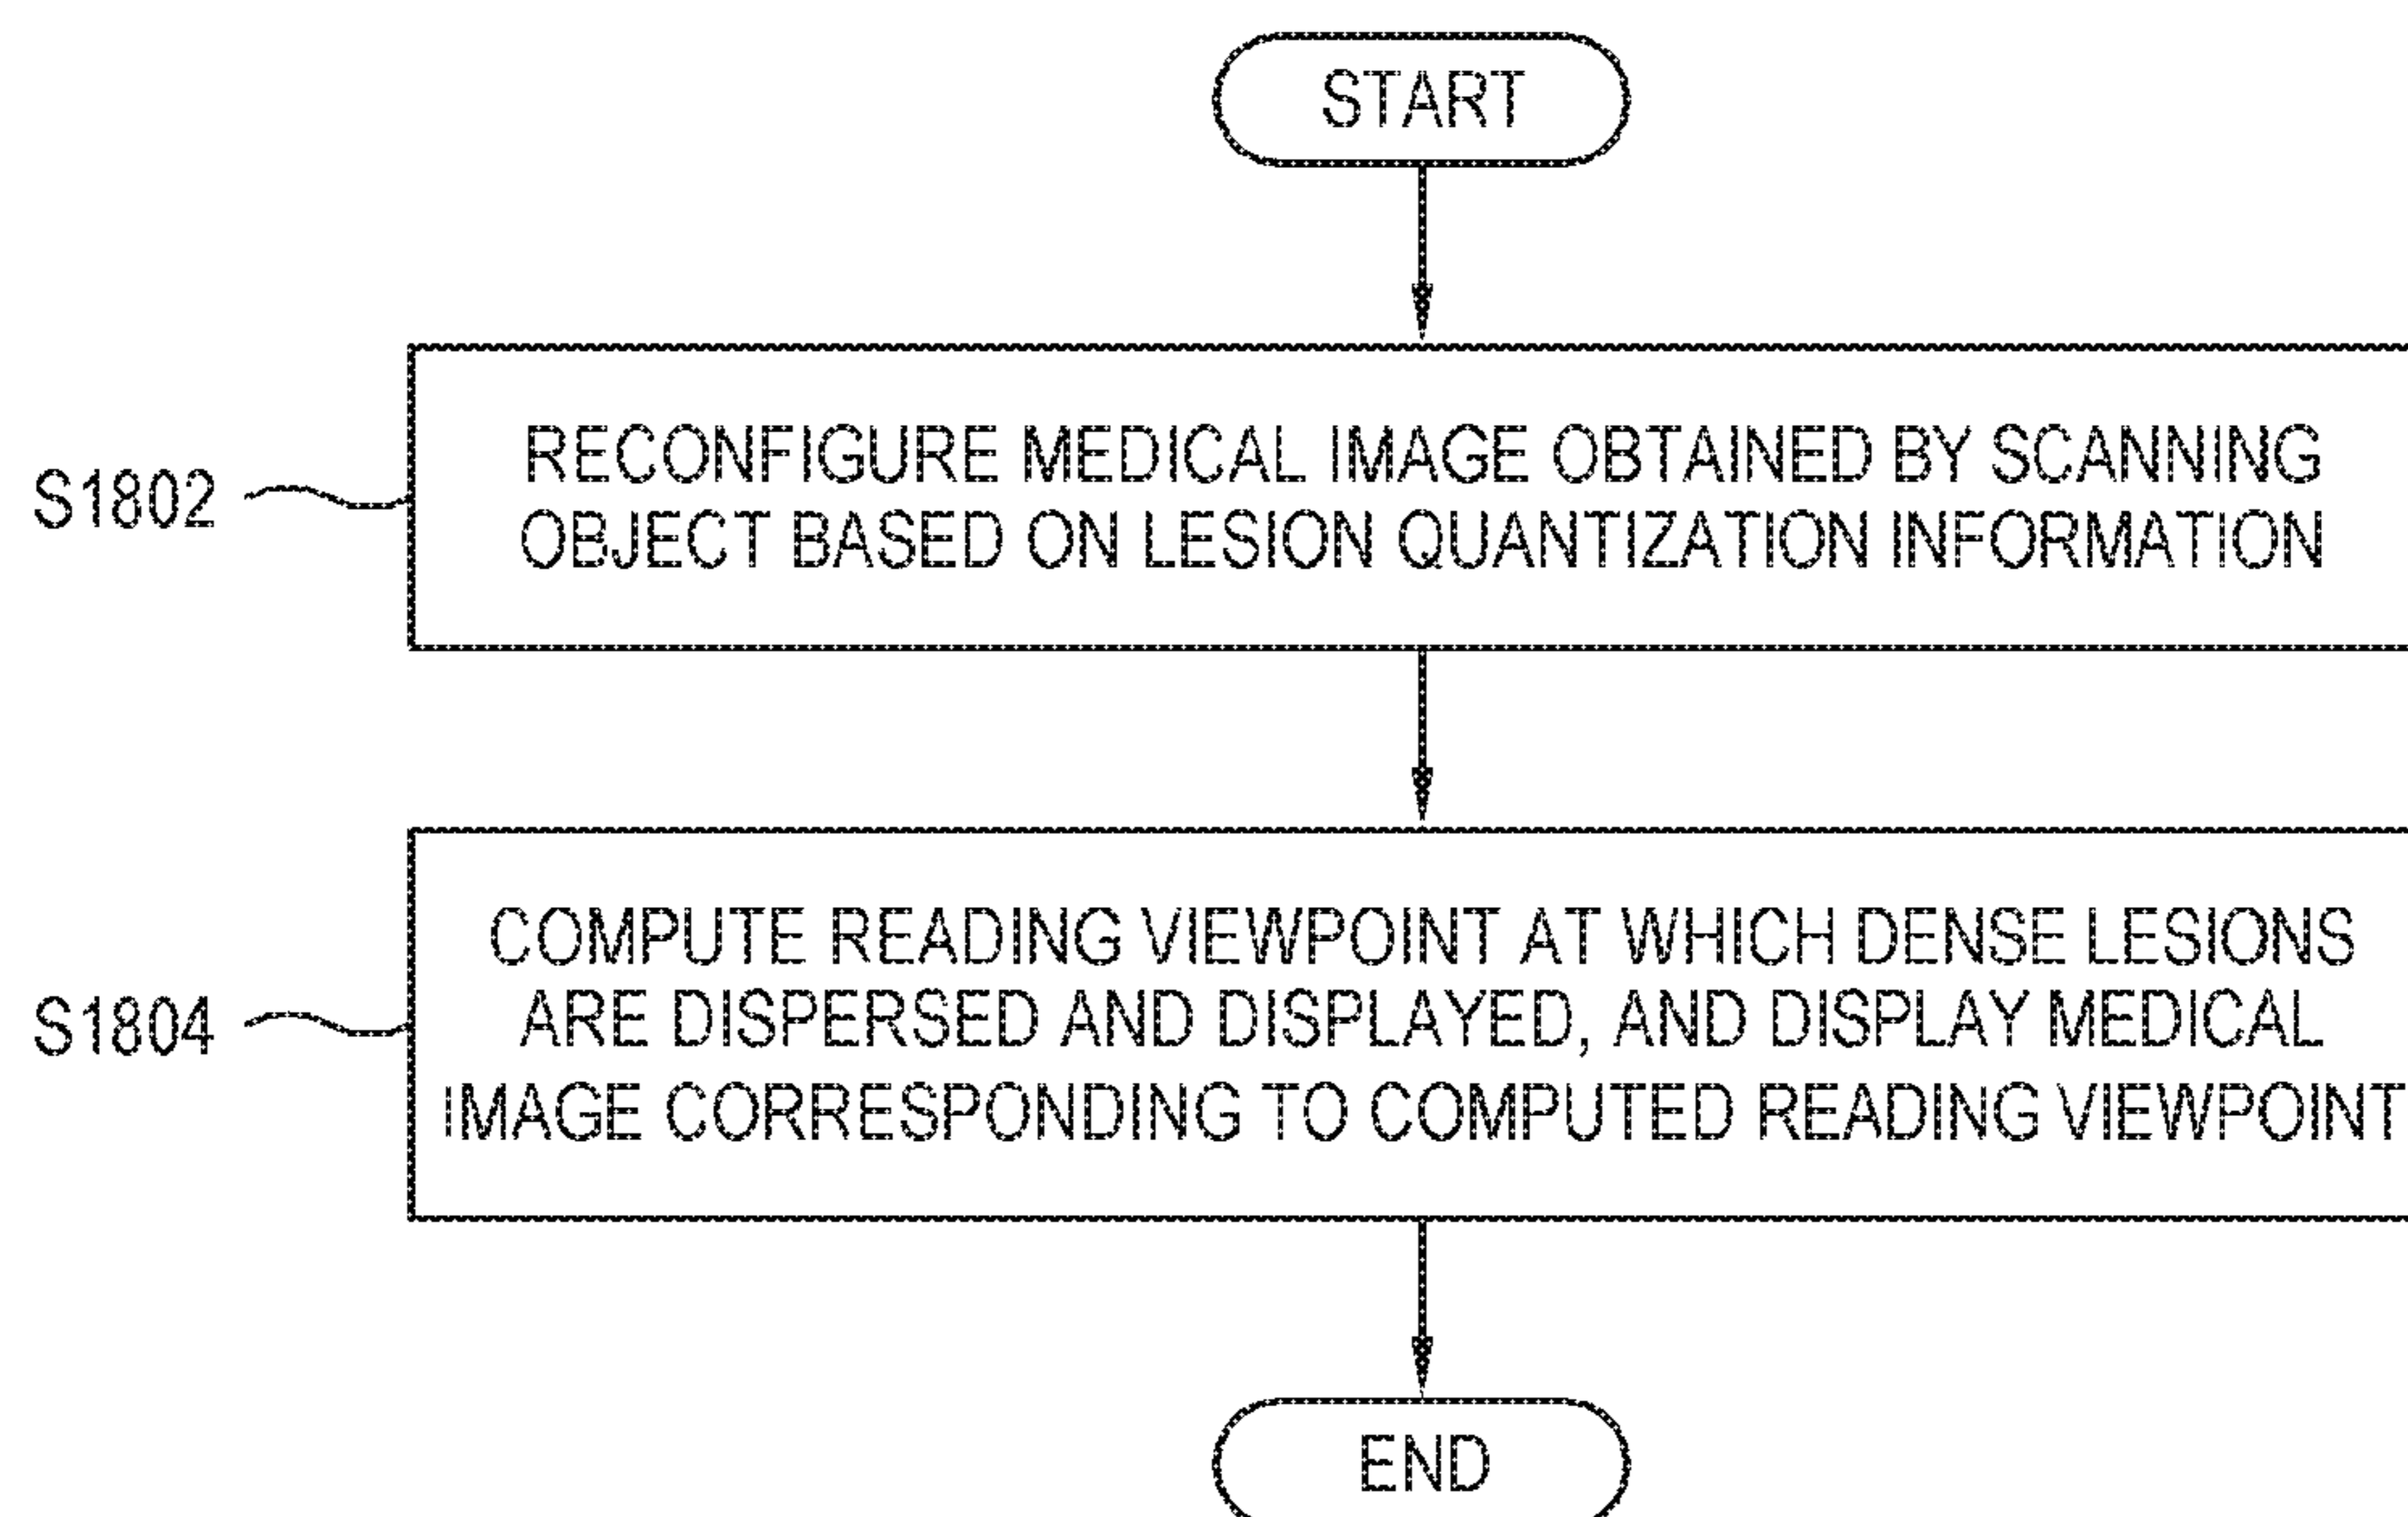 START
S1802
RECONFIGURE MEDICAL IMAGE OBTAINED BY SCANNING
OBJECT BASED ON LESION QUANTIZATION INFORMATION
S1804
COMPUTE READING VIEWPOINT AT WHICH DENSE LESIONS
ARE DISPERSED AND DISPLAYED, AND DISPLAY MEDICAL
IMAGE CORRESPONDING TO COMPUTED READING VIEWPOINT
END